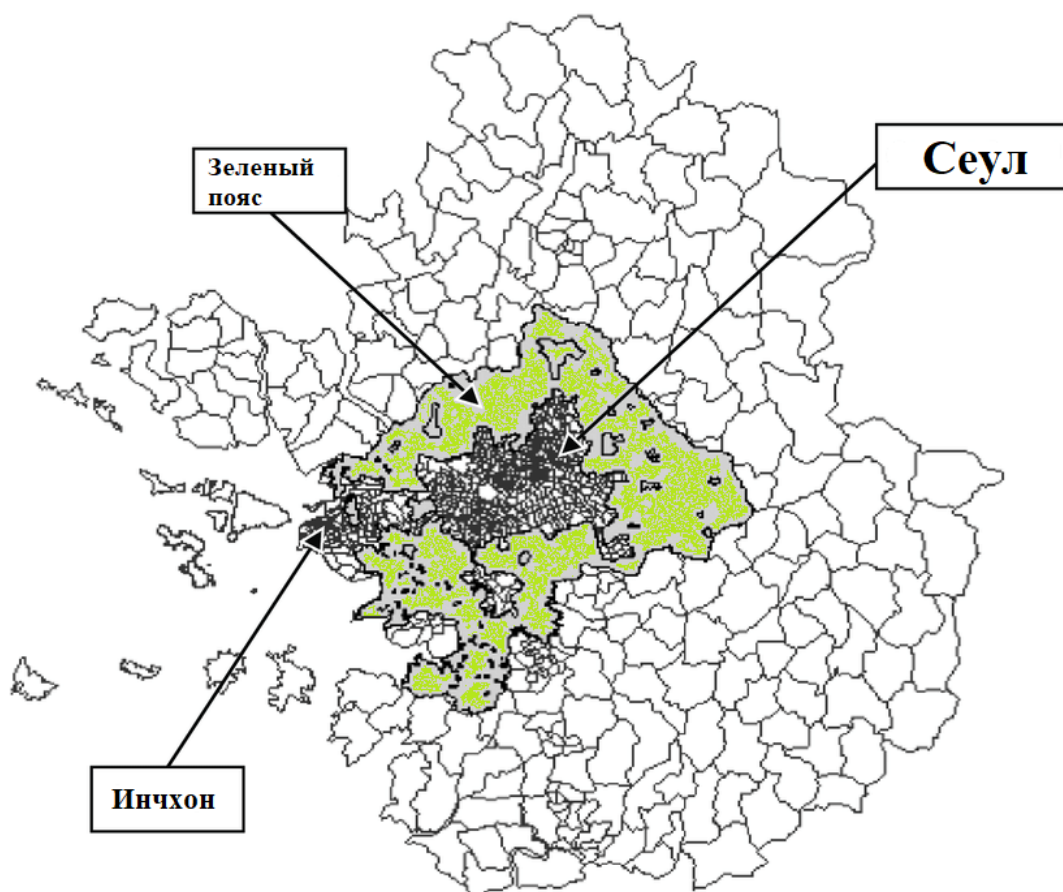 Сеул
Зеленый
пояс
Инчхон